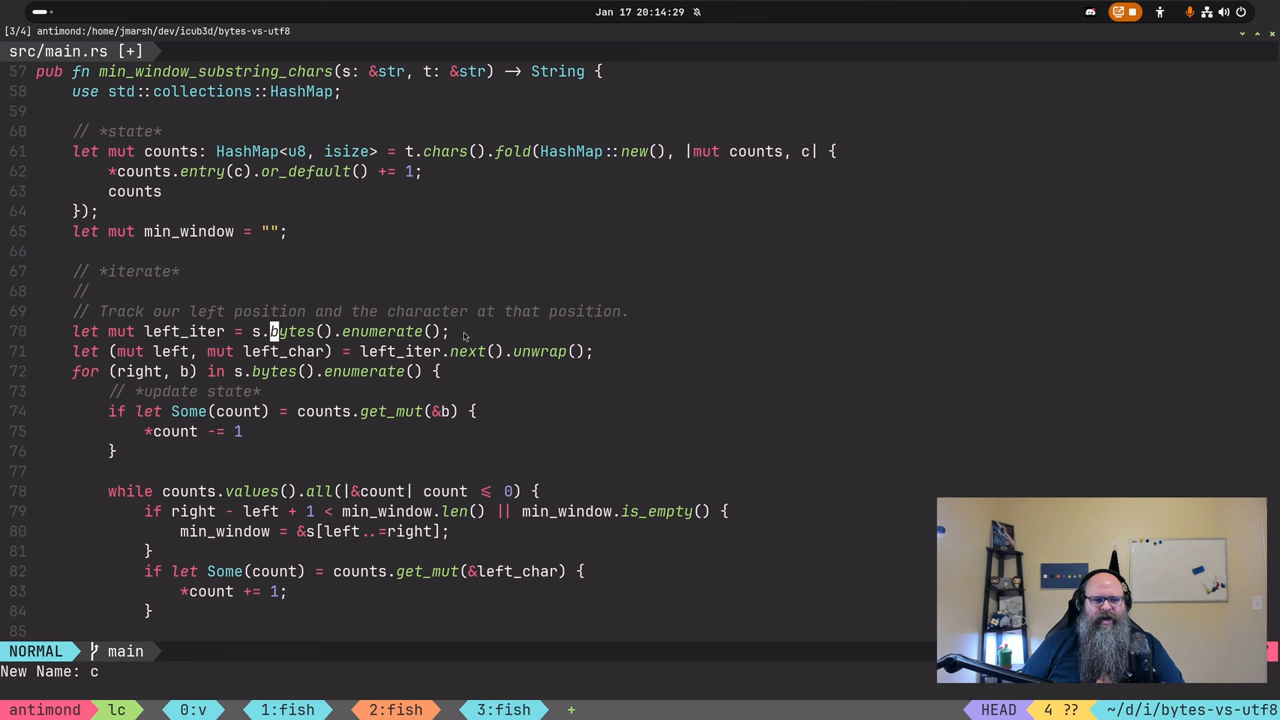 Jan 17 20:14:29
[3/4] antimond:/home/jmarsh/dev/icub3d/bytes-vs-utf8
src/main.rs [+]
57 pub fn min_window_substring_chars(s: &str, t: &str) -> String {
58 use std::collections::HashMap;
59
60 // *state*
61 let mut counts: HashMap<u8, isize> = t.chars().fold(HashMap::new(), |mut counts, c| {
62 *counts.entry(c).or_default() += 1;
63 counts
64 });
65 let mut min_window = "";
66
67 // *iterate*
68 //
69 // Track our left position and the character at that position.
70 let mut left_iter = s.bytes().enumerate();
71 let (mut left, mut left_char) = left_iter.next().unwrap();
72 for (right, b) in s.bytes().enumerate() {
73 // *update state*
74 if let Some(count) = counts.get_mut(&b) {
75 *count -= 1
76 }
77
78 while counts.values().all(|&count| count <= 0) {
79 if right - left + 1 < min_window.len() || min_window.is_empty() {
80 min_window = &s[left..=right];
81 }
82 if let Some(count) = counts.get_mut(&left_char) {
83 *count += 1;
84 }
85
NORMAL main
New Name: c
antimond lc 0:v 1:fish 2:fish 3:fish + HEAD 4 ?? ~/d/i/bytes-vs-utf8